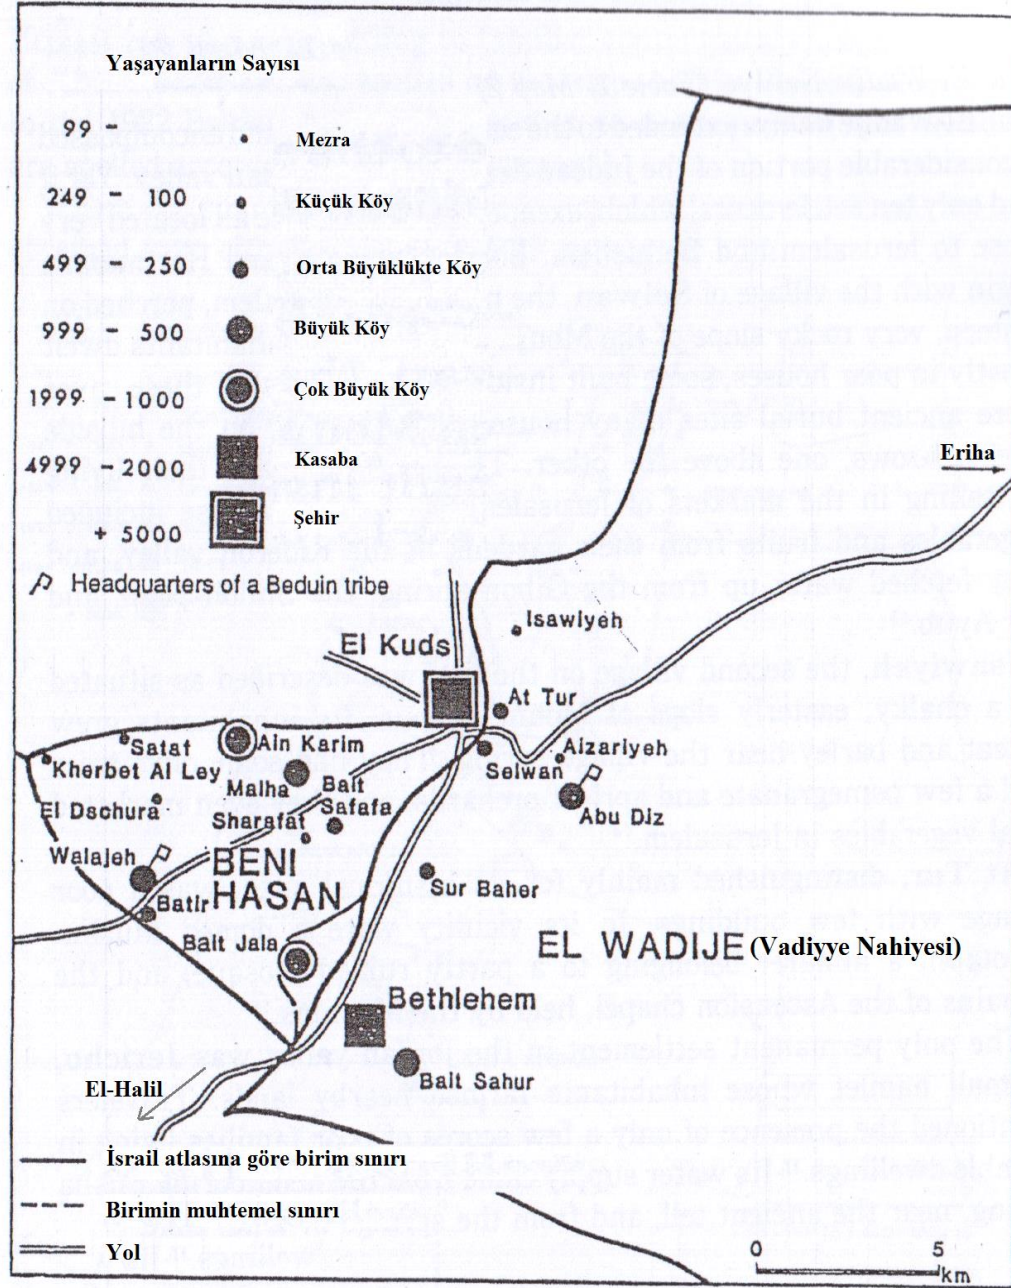 Yaşayanların Sayısı
99 -
Mezra
249 - 100
Küçük Köy
499 - 250
Orta Büyüklükte Köy
999 - 500
Büyük Köy
1999 - 1000
Çok Büyük Köy
4999 - 2000
Kasaba
+ 5000
Şehir
Headquarters of a Beduin tribe
Eriha
Isawiyeh
El Kuds
At Tur
Sataf
Ain Karim
Alzariyeh
Selwan
Kherbet Al Ley
Malha
Bait
Safafa
El Dschura
Sharafat
Abu Diz
Walajeh
BENI
HASAN
Sur Baher
Batir
Bait Jala
EL WADIJE (Vadiyye Nahiyesi)
Bethlehem
Bait Sahur
El-Halil
İsrail atlasına göre birim sınırı
Birimin muhtemel sınırı
Yol
0 5
km